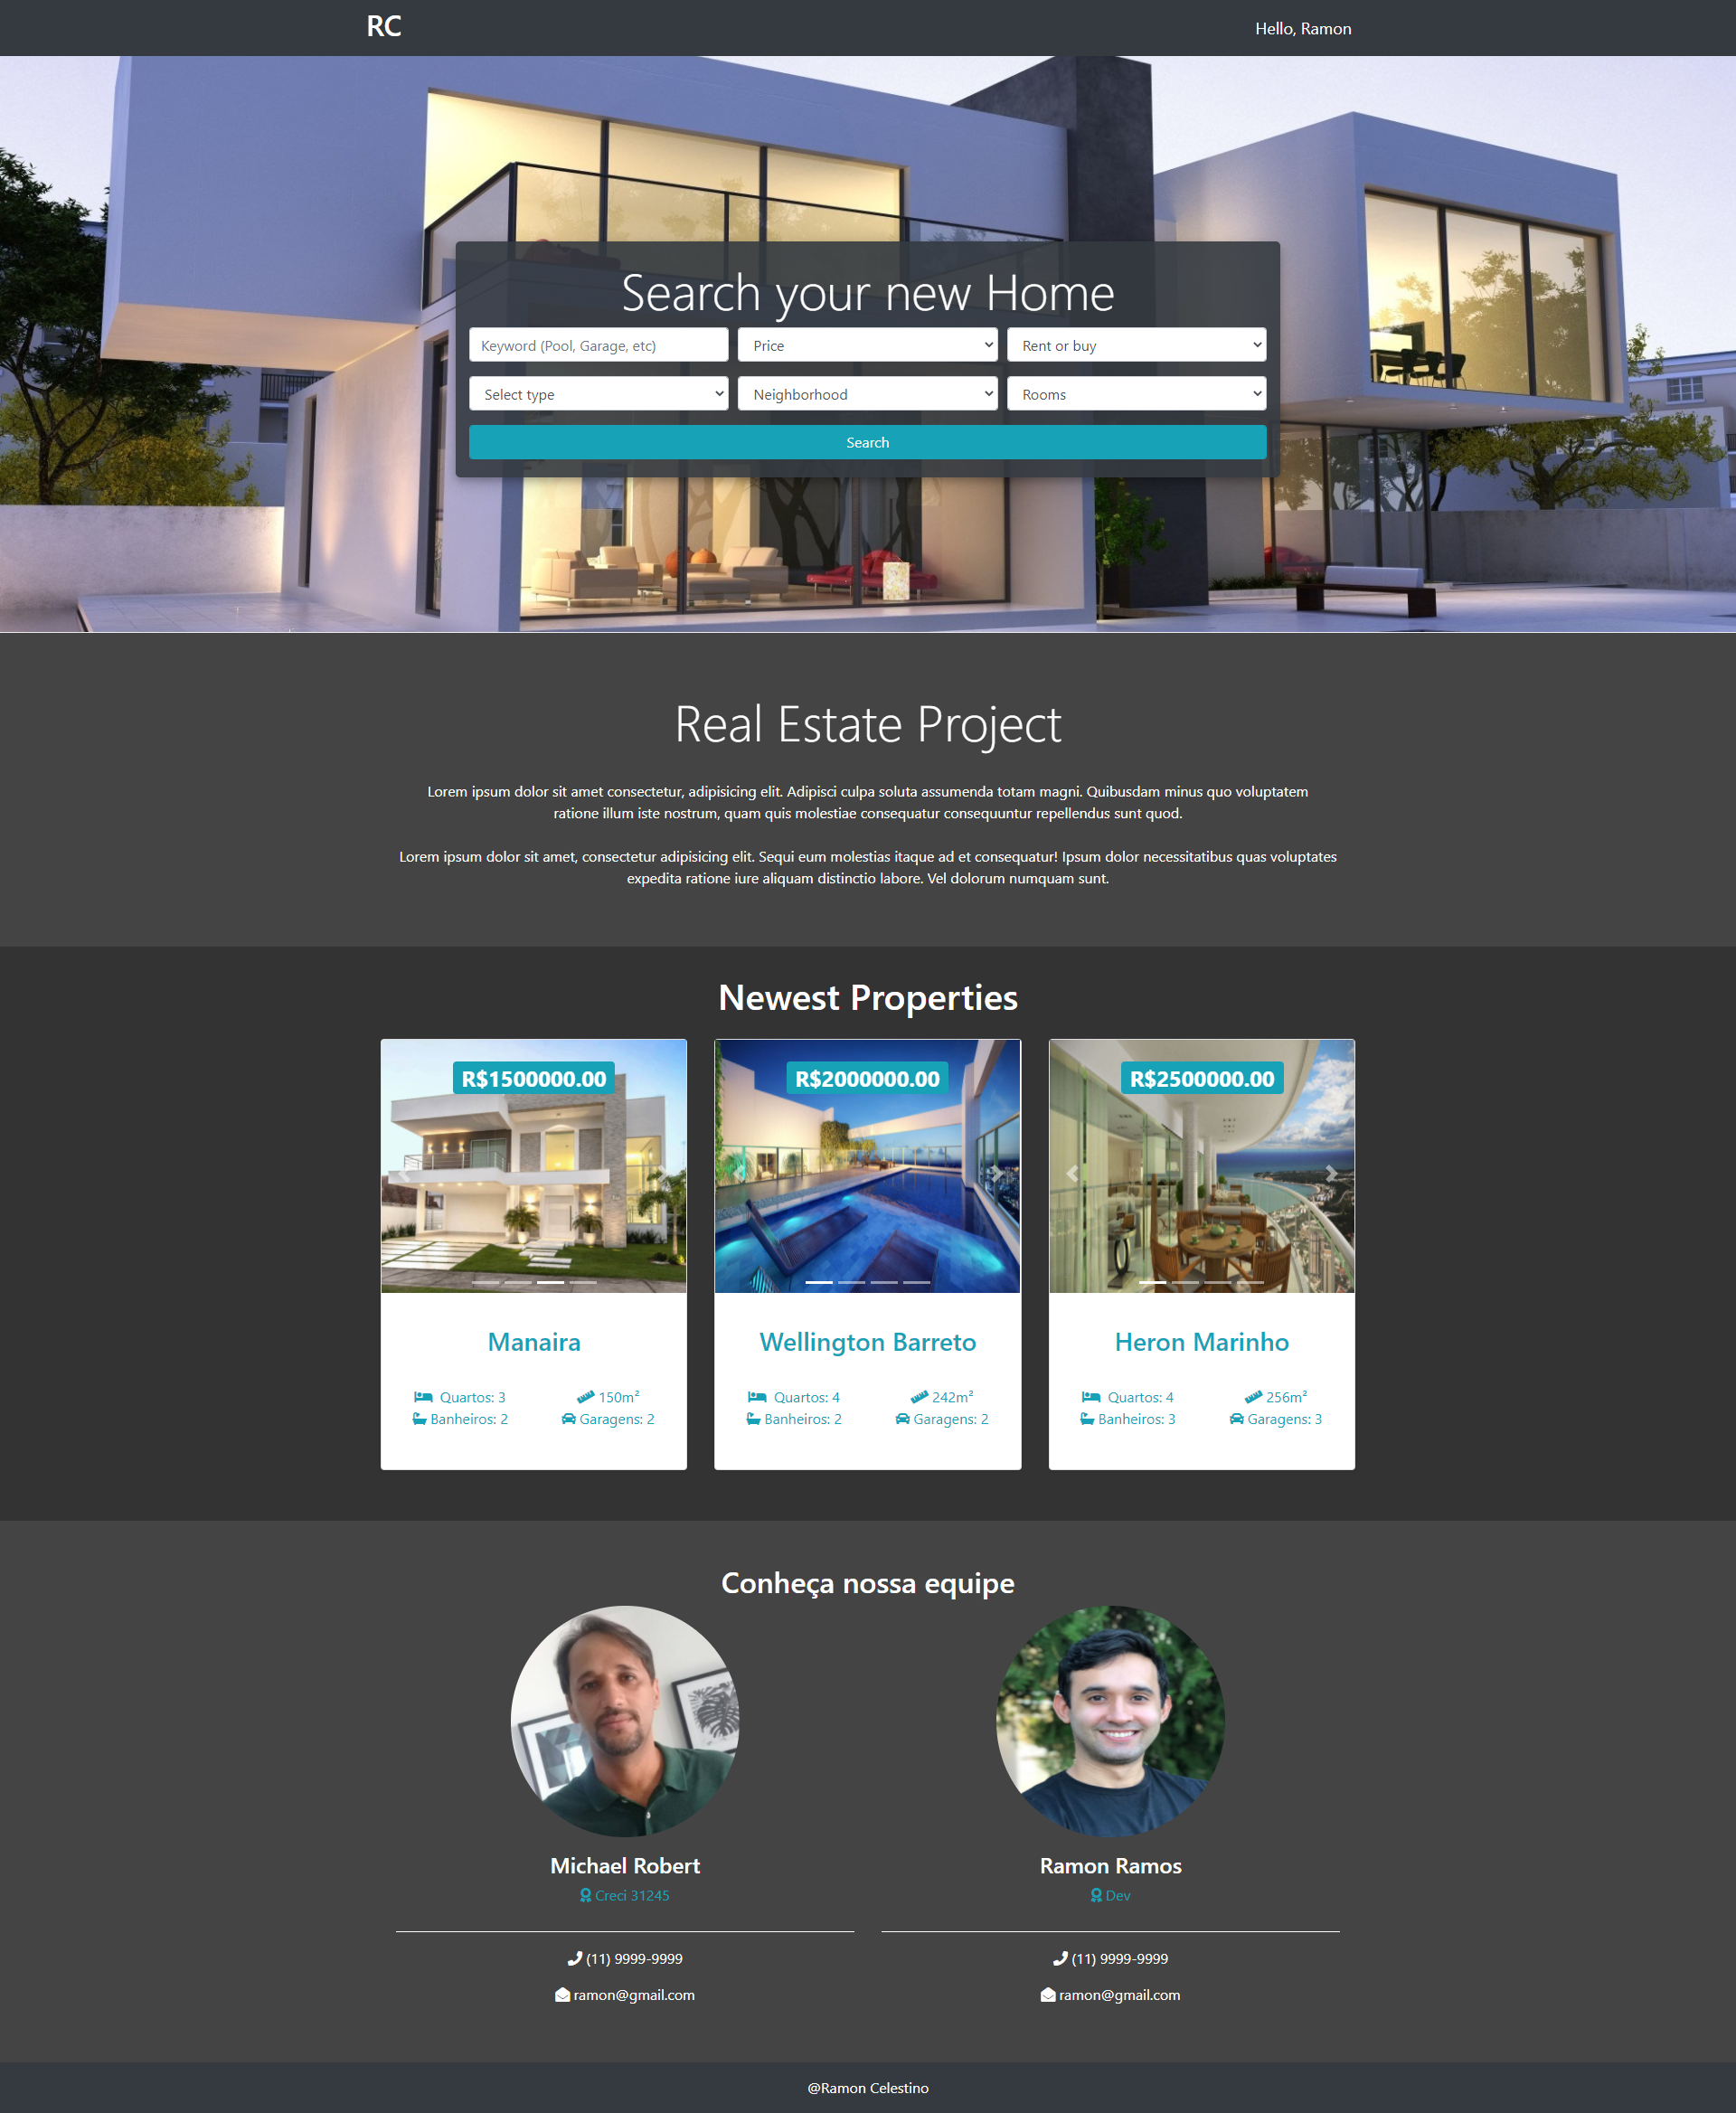 RC
Hello, Ramon
Search your new Home
Keyword (Pool, Garage, etc)
Price
Rent or buy
Select type
Neighborhood
Rooms
Search
Real Estate Project
Lorem ipsum dolor sit amet consectetur, adipisicing elit. Adipisci culpa soluta assumenda totam magni. Quibusdam minus quo voluptatem
ratione illum iste nostrum, quam quis molestiae consequatur consequuntur repellendus sunt quod.
Lorem ipsum dolor sit amet, consectetur adipisicing elit. Sequi eum molestias itaque ad et consequatur! Ipsum dolor necessitatibus quas voluptates
expedita ratione iure aliquam distinctio labore. Vel dolorum numquam sunt.
Newest Properties
R$1500000.00
Manaira
Quartos: 3
150m²
Banheiros: 2
Garagens: 2
R$2000000.00
Wellington Barreto
Quartos: 4
242m²
Banheiros: 2
Garagens: 2
R$2500000.00
Heron Marinho
Quartos: 4
256m²
Banheiros: 3
Garagens: 3
Conheça nossa equipe
Michael Robert
Creci 31245
(11) 9999-9999
ramon@gmail.com
Ramon Ramos
Dev
(11) 9999-9999
ramon@gmail.com
@Ramon Celestino